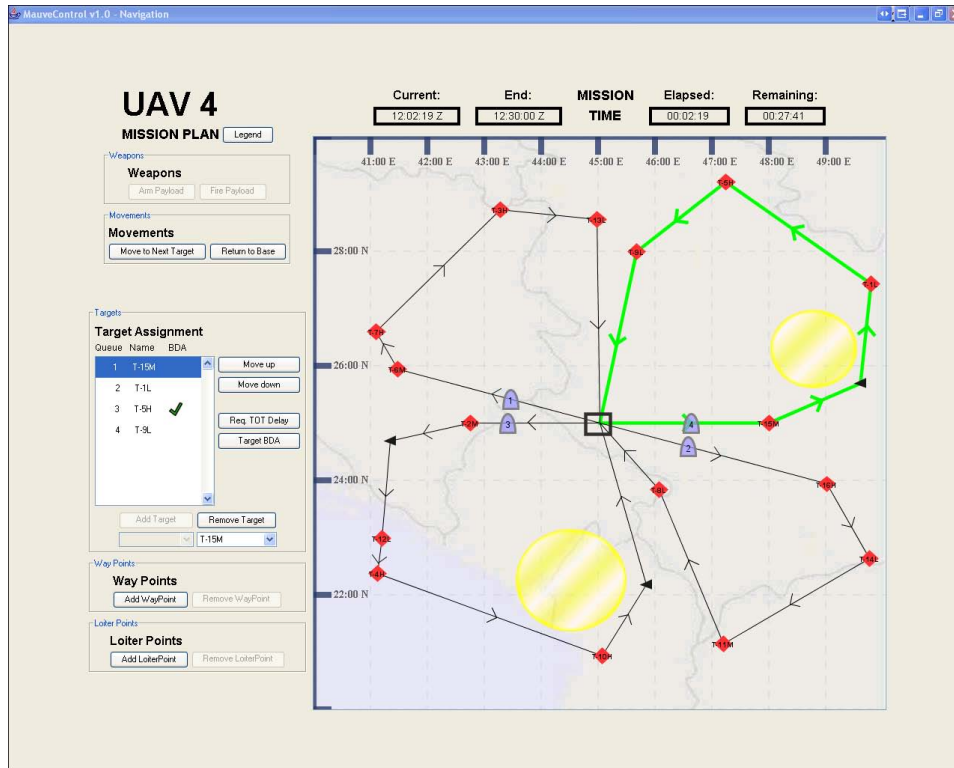 MauveControl v1.0 - Navigation
UAV 4
MISSION PLAN Legend
Current: End: MISSION TIME Elapsed: Remaining:
12:02:19 Z 12:30:00 Z 00:02:19 00:27:41
Weapons
Weapons
Arm Payload Fire Payload
Movements
Movements
Move to Next Target Return to Base
Targets
Target Assignment
Queue Name BDA
1 T-15M
2 T-1L
3 T-5H
4 T-9L
Move up
Move down
Req. TOT Delay
Target BDA
Add Target Remove Target
T-15M
Way Points
Way Points
Add WayPoint Remove WayPoint
Loiter Points
Loiter Points
Add LoiterPoint Remove LoiterPoint
41:00 E 42:00 E 43:00 E 44:00 E 45:00 E 46:00 E 47:00 E 48:00 E 49:00 E
T-5H
T-3H
T-13L
28:00 N
T-9L
T-1L
T-7H
26:00 N
T-6M
1
T-2M
3
4
T-15M
2
24:00 N
T-8L
T-16H
T-12L
T-14L
T-4H
22:00 N
T-11M
T-10H